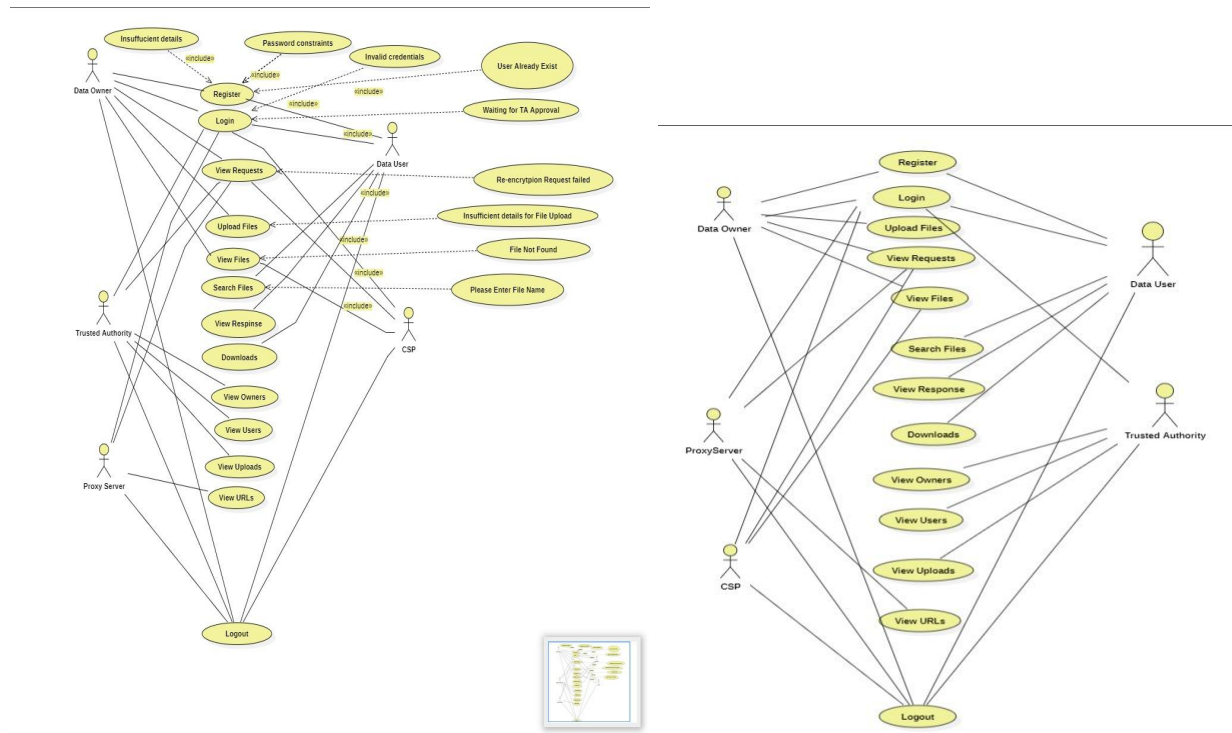 Insuffucient details
Password constraints
Invalid credentials
User Already Exist
«include»
«include»
«include»
«include»
Data Owner
Register
Login
Waiting for TA Approval
«include»
Data User
View Requests
Re-encrytpion Request failed
«include»
Upload Files
Insufficient details for File Upload
«include»
View Files
File Not Found
«include»
Search Files
Please Enter File Name
«include»
View Respinse
Trusted Authority
CSP
Downloads
View Owners
View Users
View Uploads
Proxy Server
View URLs
Logout
Register
Login
Data Owner
Upload Files
View Requests
Data User
View Files
Search Files
View Response
Downloads
Trusted Authority
ProxyServer
View Owners
View Users
View Uploads
CSP
View URLs
Logout